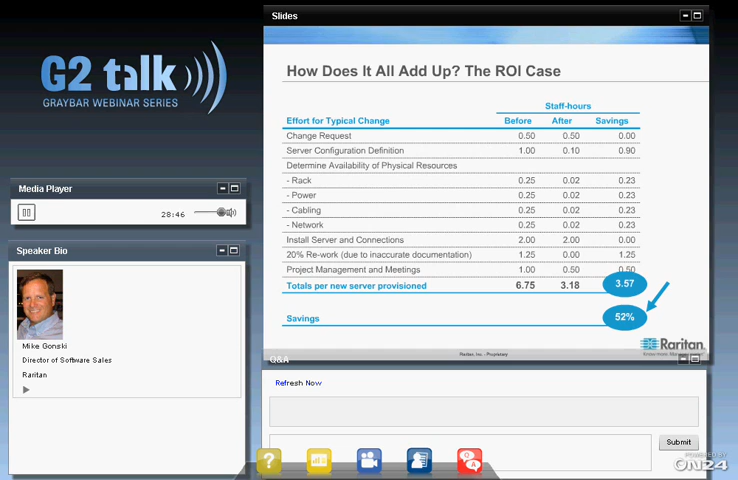 G2 talk
GRAYBAR WEBINAR SERIES
Media Player
28:46
Speaker Bio
Mike Gonski
Director of Software Sales
Raritan
Slides
How Does It All Add Up? The ROI Case
Staff-hours
Effort for Typical Change Before After Savings
Change Request 0.50 0.50 0.00
Server Configuration Definition 1.00 0.10 0.90
Determine Availability of Physical Resources
- Rack 0.25 0.02 0.23
- Power 0.25 0.02 0.23
- Cabling 0.25 0.02 0.23
- Network 0.25 0.02 0.23
Install Server and Connections 2.00 2.00 0.00
20% Re-work (due to inaccurate documentation) 1.25 0.00 1.25
Project Management and Meetings 1.00 0.50 0.50
Totals per new server provisioned 6.75 3.18 3.57
Savings 52%
Raritan
Raritan, Inc. - Proprietary
Q&A
Refresh Now
Submit
?
Q
A
POWERED BY
ON24